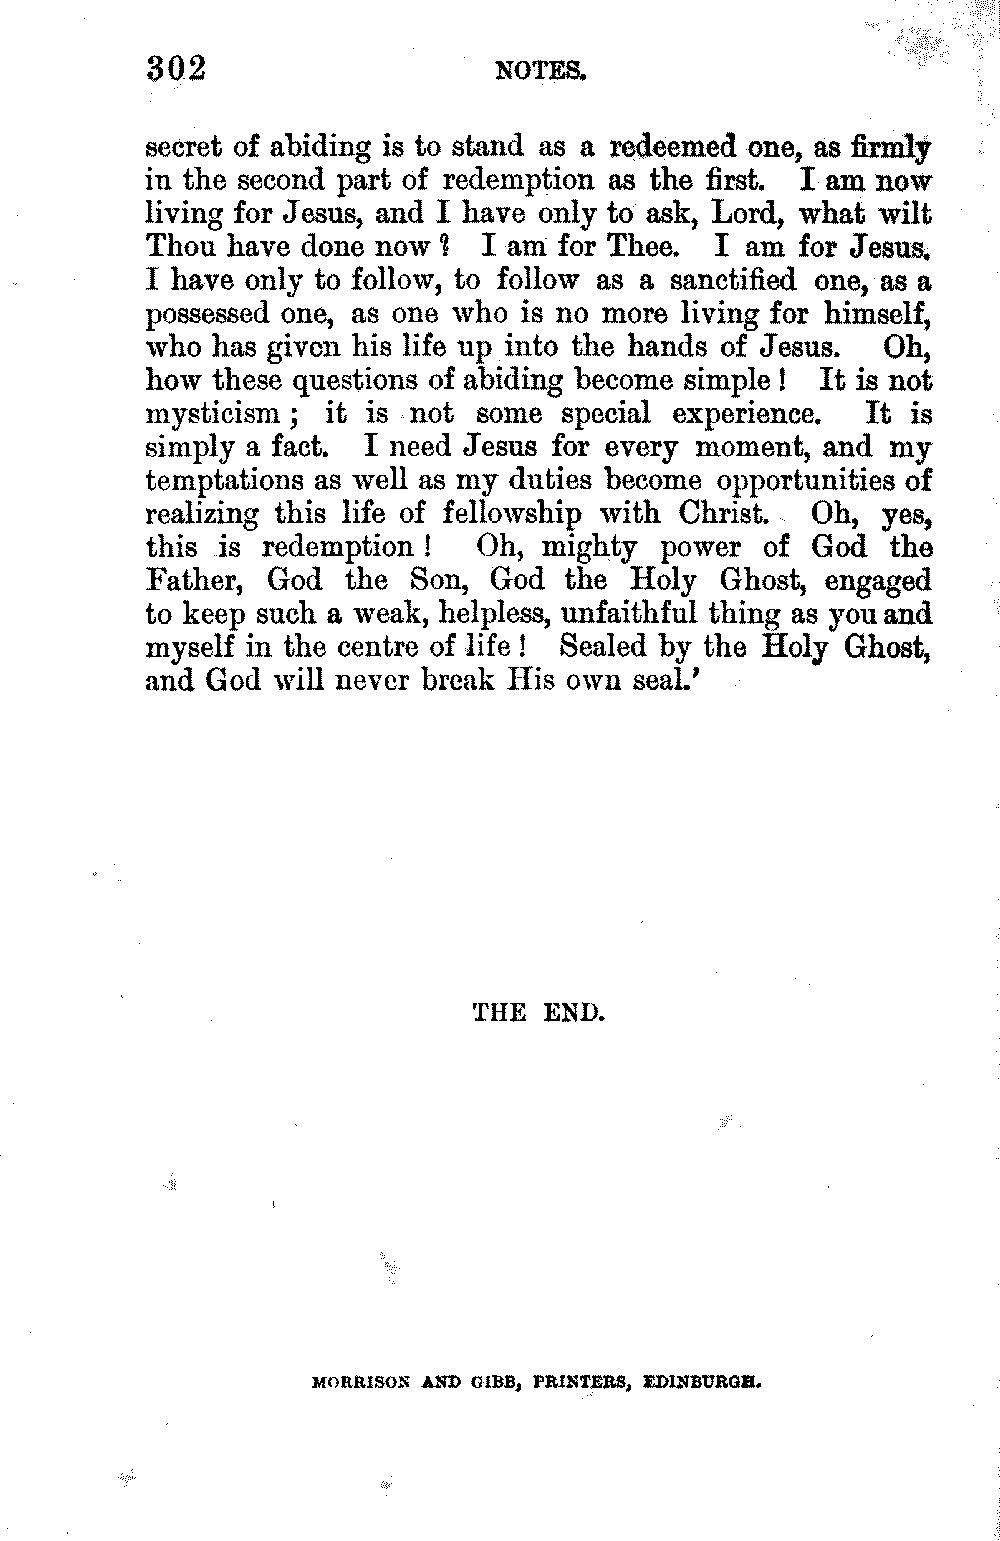 302 NOTES.
secret of abiding is to stand as a redeemed one, as firmly
in the second part of redemption as the first. I am now
living for Jesus, and I have only to ask, Lord, what wilt
Thou have done now? I am for Thee. I am for Jesus.
I have only to follow, to follow as a sanctified one, as a
possessed one, as one who is no more living for himself,
who has given his life up into the hands of Jesus. Oh,
how these questions of abiding become simple! It is not
mysticism; it is not some special experience. It is
simply a fact. I need Jesus for every moment, and my
temptations as well as my duties become opportunities of
realizing this life of fellowship with Christ. Oh, yes,
this is redemption! Oh, mighty power of God the
Father, God the Son, God the Holy Ghost, engaged
to keep such a weak, helpless, unfaithful thing as you and
myself in the centre of life! Sealed by the Holy Ghost,
and God will never break His own seal.'
THE END.
MORRISON AND GIBB, PRINTERS, EDINBURGH.